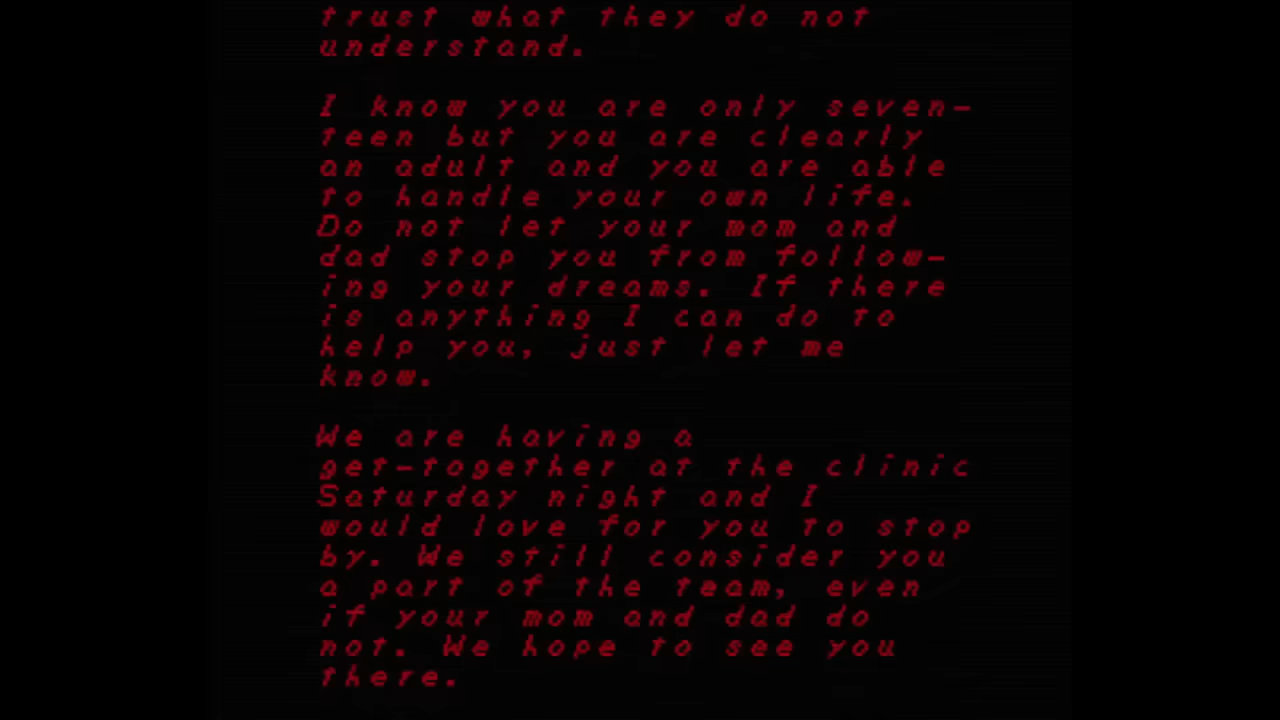 trust what they do not
understand.
I know you are only seven-
teen but you are clearly
an adult and you are able
to handle your own life.
Do not let your mom and
dad stop you from follow-
ing your dreams. If there
is anything I can do to
help you, just let me
know.
We are having a
get-together at the clinic
Saturday night and I
would love for you to stop
by. We still consider you
a part of the team, even
if your mom and dad do
not. We hope to see you
there.